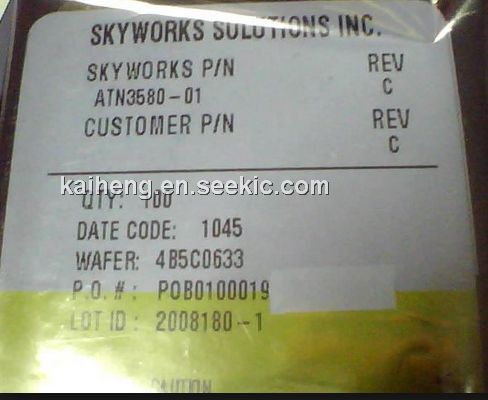 SKYWORKS SOLUTIONS INC.
SKYWORKS P/N REV
ATN3580-01 C
CUSTOMER P/N REV
C
kaiheng.en.seekic.com
QTY: 100
DATE CODE: 1045
WAFER: 4B5C0633
P.O. #: POB0100019
LOT ID: 2008180-1
CAUTION